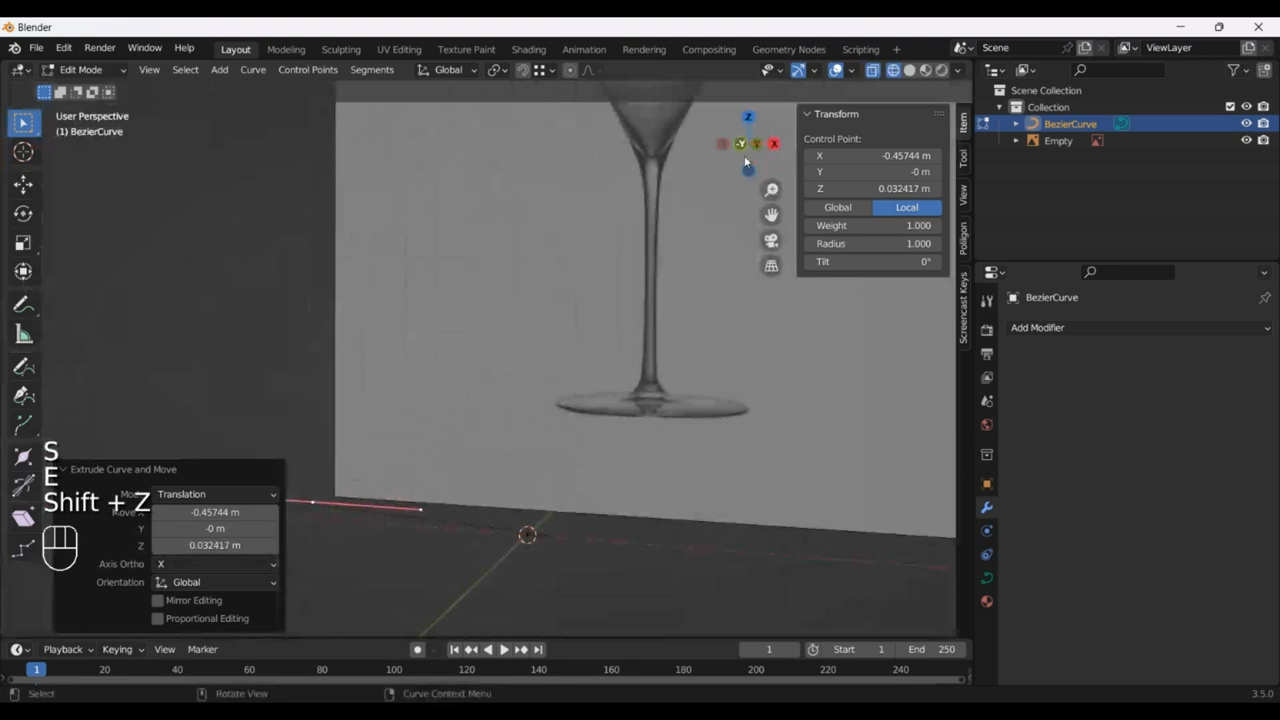 Blender
File Edit Render Window Help
Layout Modeling Sculpting UV Editing Texture Paint Shading Animation Rendering Compositing Geometry Nodes Scripting +
Scene
ViewLayer
Edit Mode View Select Add Curve Control Points Segments
Global
User Perspective
(1) BezierCurve
Z
-Y
Y
X
Transform
Control Point:
X -0.45744 m
Y -0 m
Z 0.032417 m
Global Local
Weight 1.000
Radius 1.000
Tilt 0°
Item
Tool
View
Poliigon
Screencast Keys
Scene Collection
Collection
BezierCurve
Empty
BezierCurve
Add Modifier
S
E
Shift + Z
Extrude Curve and Move
Translation
-0.45744 m
Y -0 m
Z 0.032417 m
Axis Ortho X
Orientation Global
Mirror Editing
Proportional Editing
Playback Keying View Marker
1
Start 1
End 250
1 20 40 60 80 100 120 140 160 180 200 220 240
Select
Rotate View
Curve Context Menu
3.5.0